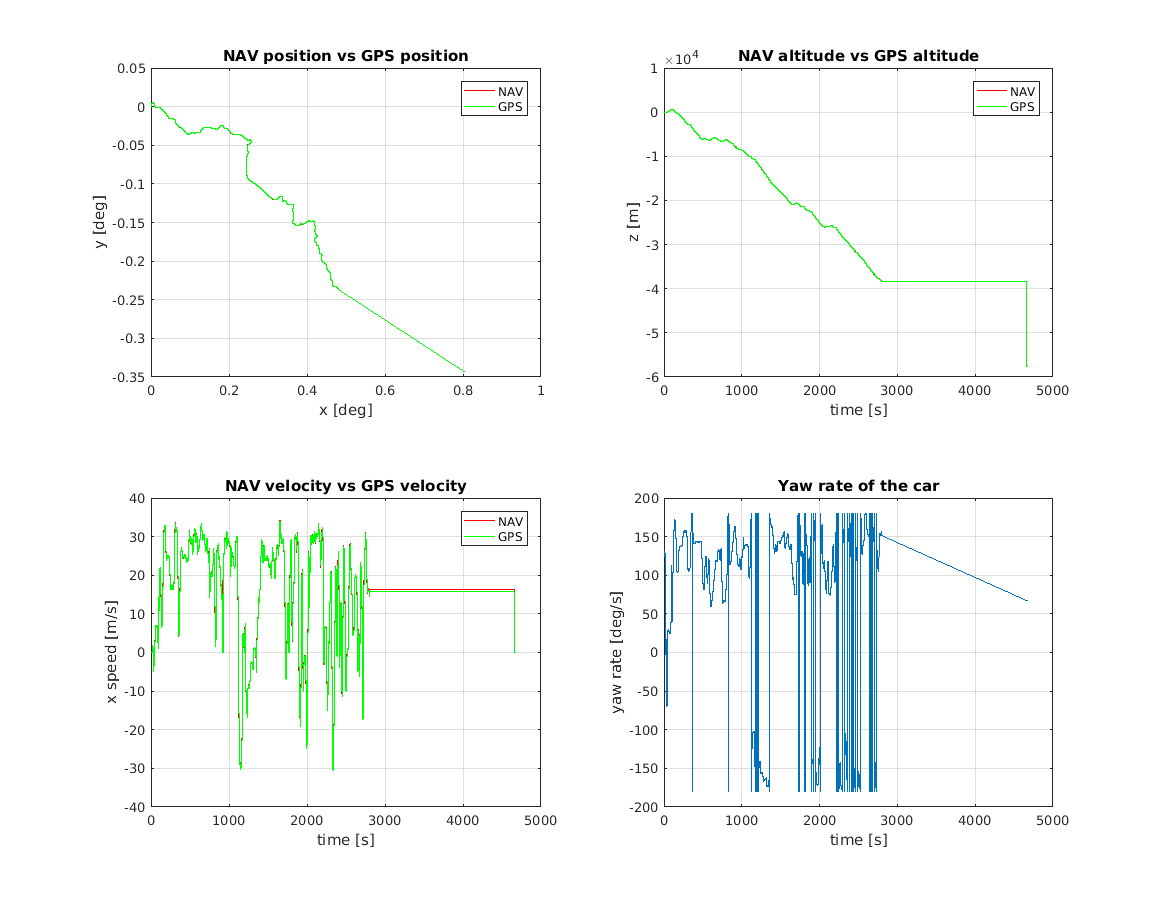 NAV position vs GPS position
0.05
0
-0.05
-0.1
-0.15
-0.2
-0.25
-0.3
-0.35
y [deg]
0 0.2 0.4 0.6 0.8 1
x [deg]
NAV
GPS
NAV altitude vs GPS altitude
×10⁴
1
0
-1
-2
-3
-4
-5
-6
z [m]
0 1000 2000 3000 4000 5000
time [s]
NAV
GPS
NAV velocity vs GPS velocity
40
30
20
10
0
-10
-20
-30
-40
x speed [m/s]
0 1000 2000 3000 4000 5000
time [s]
NAV
GPS
Yaw rate of the car
200
150
100
50
0
-50
-100
-150
-200
yaw rate [deg/s]
0 1000 2000 3000 4000 5000
time [s]